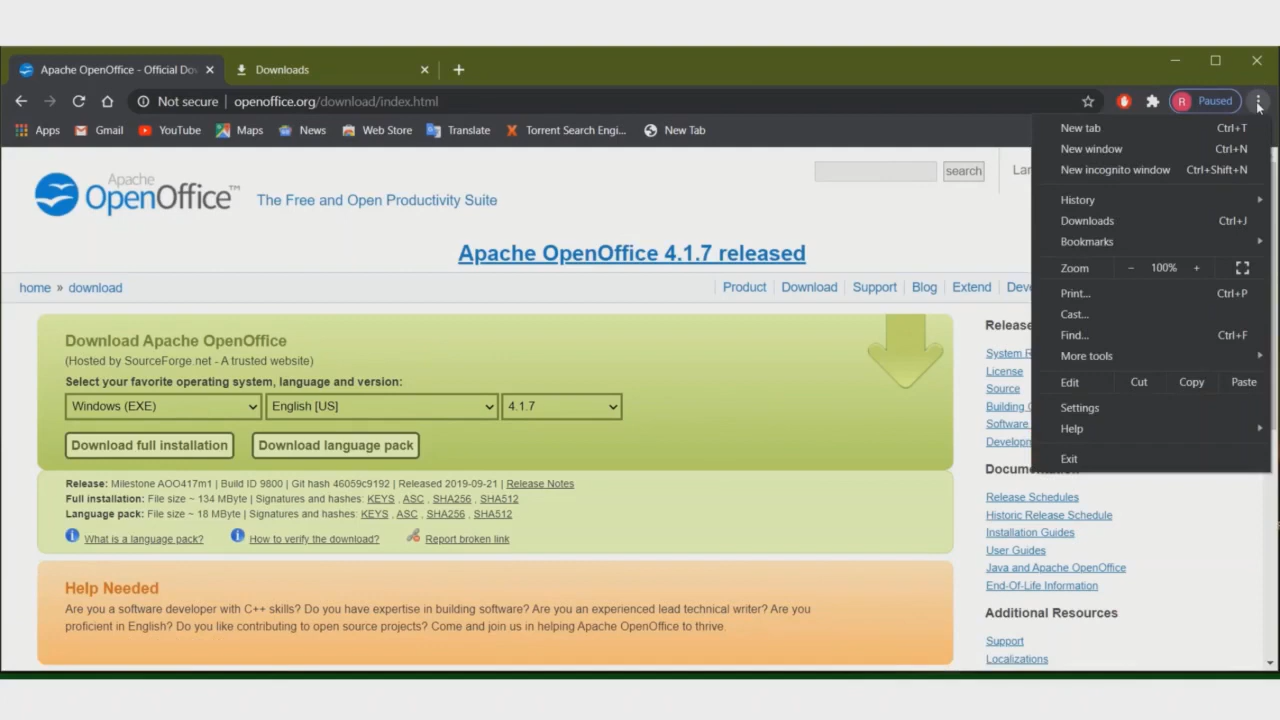 Apache OpenOffice - Official Dow
Downloads
Not secure | openoffice.org/download/index.html
R Paused
Apps Gmail YouTube Maps News Web Store Translate Torrent Search Engi... New Tab
New tab Ctrl+T
New window Ctrl+N
New incognito window Ctrl+Shift+N
History
Downloads Ctrl+J
Bookmarks
Zoom − 100% +
Print... Ctrl+P
Cast...
Find... Ctrl+F
More tools
Edit Cut Copy Paste
Settings
Help
Exit
Apache
OpenOffice™
The Free and Open Productivity Suite
search
Apache OpenOffice 4.1.7 released
home » download
Product Download Support Blog Extend
Download Apache OpenOffice
(Hosted by SourceForge.net - A trusted website)
Select your favorite operating system, language and version:
Windows (EXE) English [US] 4.1.7
Download full installation Download language pack
Release: Milestone AOO417m1 | Build ID 9800 | Git hash 46059c9192 | Released 2019-09-21 | Release Notes
Full installation: File size ~ 134 MByte | Signatures and hashes: KEYS , ASC , SHA256 , SHA512
Language pack: File size ~ 18 MByte | Signatures and hashes: KEYS , ASC , SHA256 , SHA512
What is a language pack? How to verify the download? Report broken link
Help Needed
Are you a software developer with C++ skills? Do you have expertise in building software? Are you an experienced lead technical writer? Are you
proficient in English? Do you like contributing to open source projects? Come and join us in helping Apache OpenOffice to thrive.
Release
System R
License
Source
Building
Software
Developm
Documentation
Release Schedules
Historic Release Schedule
Installation Guides
User Guides
Java and Apache OpenOffice
End-Of-Life Information
Additional Resources
Support
Localizations